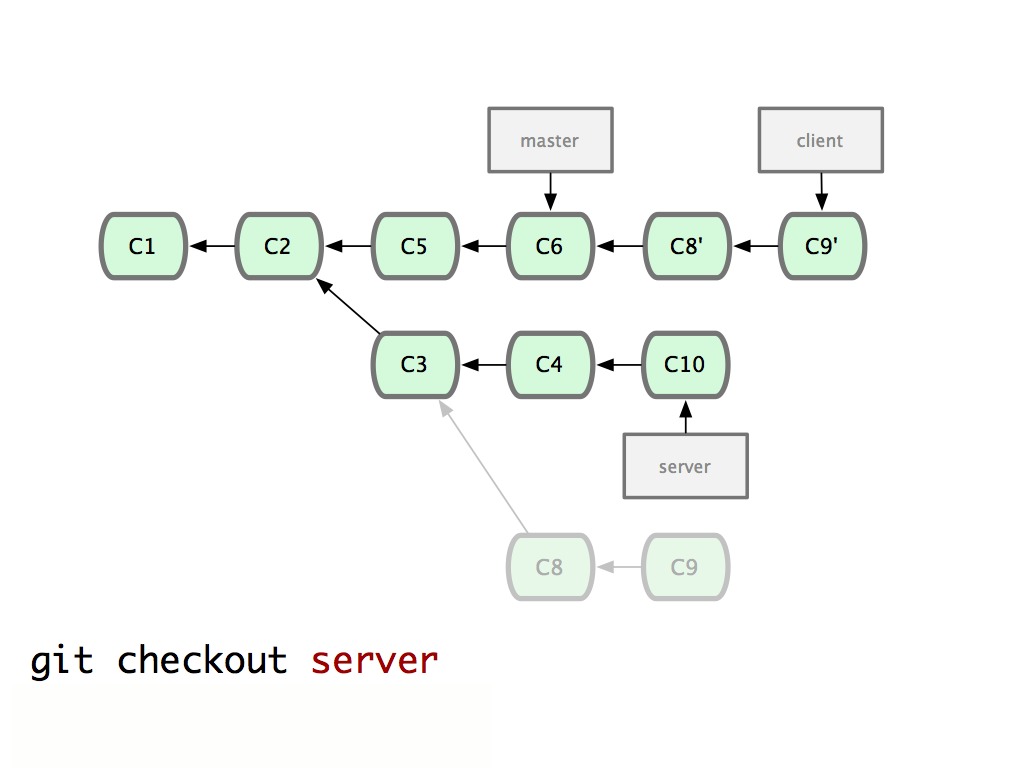 master client
C1 C2 C5 C6 C8' C9'
C3 C4 C10
server
C8 C9
git checkout server